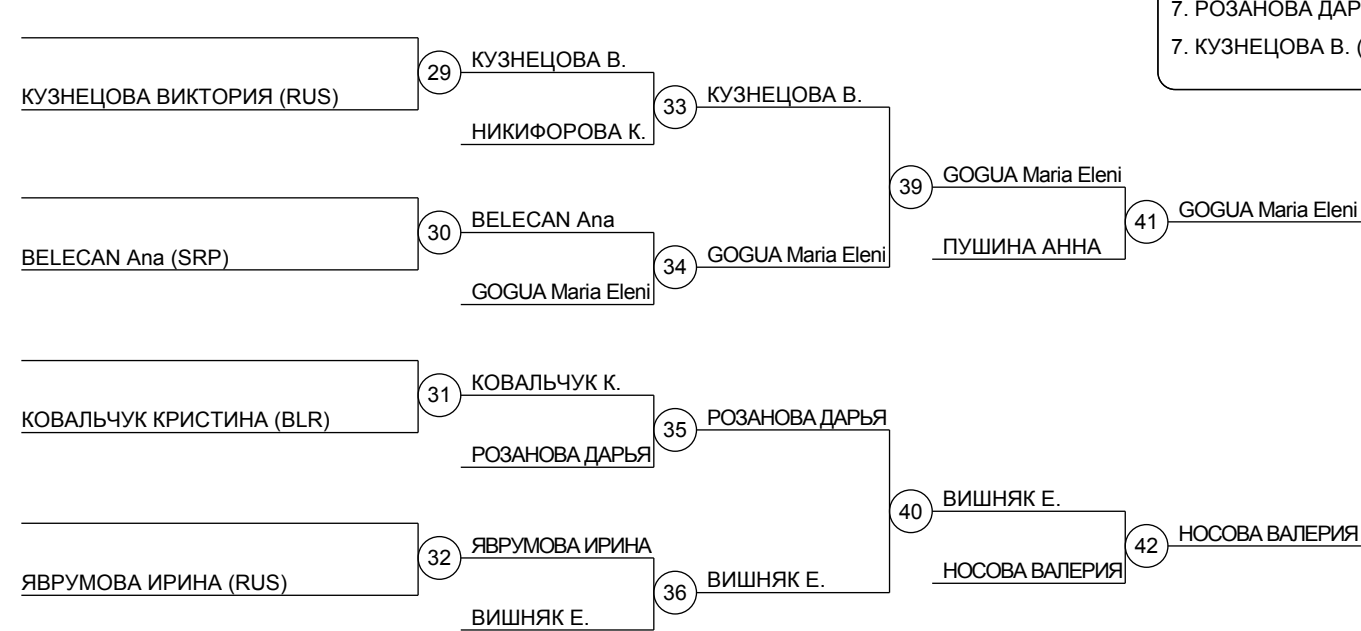 7. РОЗАНОВА ДАР
7. КУЗНЕЦОВА В. (
КУЗНЕЦОВА ВИКТОРИЯ (RUS)
29
КУЗНЕЦОВА В.
НИКИФОРОВА К.
33
КУЗНЕЦОВА В.
BELECAN Ana (SRP)
30
BELECAN Ana
GOGUA Maria Eleni
34
GOGUA Maria Eleni
39
GOGUA Maria Eleni
ПУШИНА АННА
41
GOGUA Maria Eleni
КОВАЛЬЧУК КРИСТИНА (BLR)
31
КОВАЛЬЧУК К.
РОЗАНОВА ДАРЬЯ
35
РОЗАНОВА ДАРЬЯ
ЯВРУМОВА ИРИНА (RUS)
32
ЯВРУМОВА ИРИНА
ВИШНЯК Е.
36
ВИШНЯК Е.
40
ВИШНЯК Е.
НОСОВА ВАЛЕРИЯ
42
НОСОВА ВАЛЕРИЯ